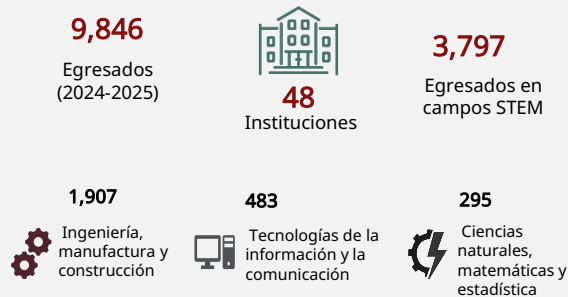 9,846
Egresados
(2024-2025)
48
Instituciones
3,797
Egresados en
campos STEM
1,907
Ingeniería,
manufactura y
construcción
483
Tecnologías de la
información y la
comunicación
295
Ciencias
naturales,
matemáticas y
estadística